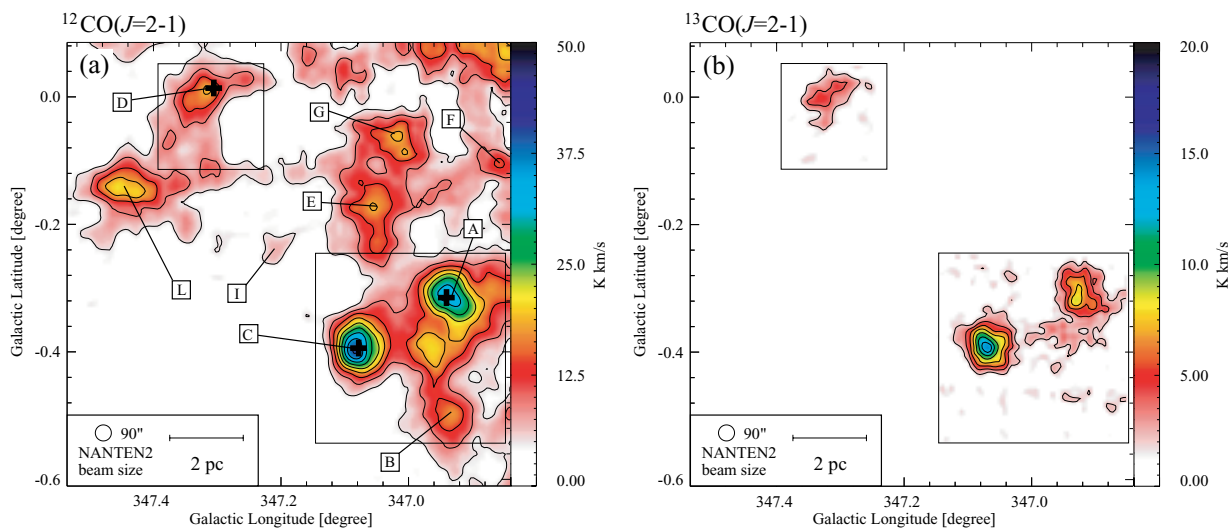 ¹²CO(J=2-1)
(a)
D
G
F
E
A
L
I
C
B
90"
NANTEN2
beam size
2 pc
0.0
-0.2
-0.4
-0.6
Galactic Latitude [degree]
347.4
347.2
347.0
Galactic Longitude [degree]
50.0
37.5
25.0
12.5
0.00
K km/s
¹³CO(J=2-1)
(b)
90"
NANTEN2
beam size
2 pc
0.0
-0.2
-0.4
-0.6
Galactic Latitude [degree]
347.4
347.2
347.0
Galactic Longitude [degree]
20.0
15.0
10.0
5.00
0.00
K km/s